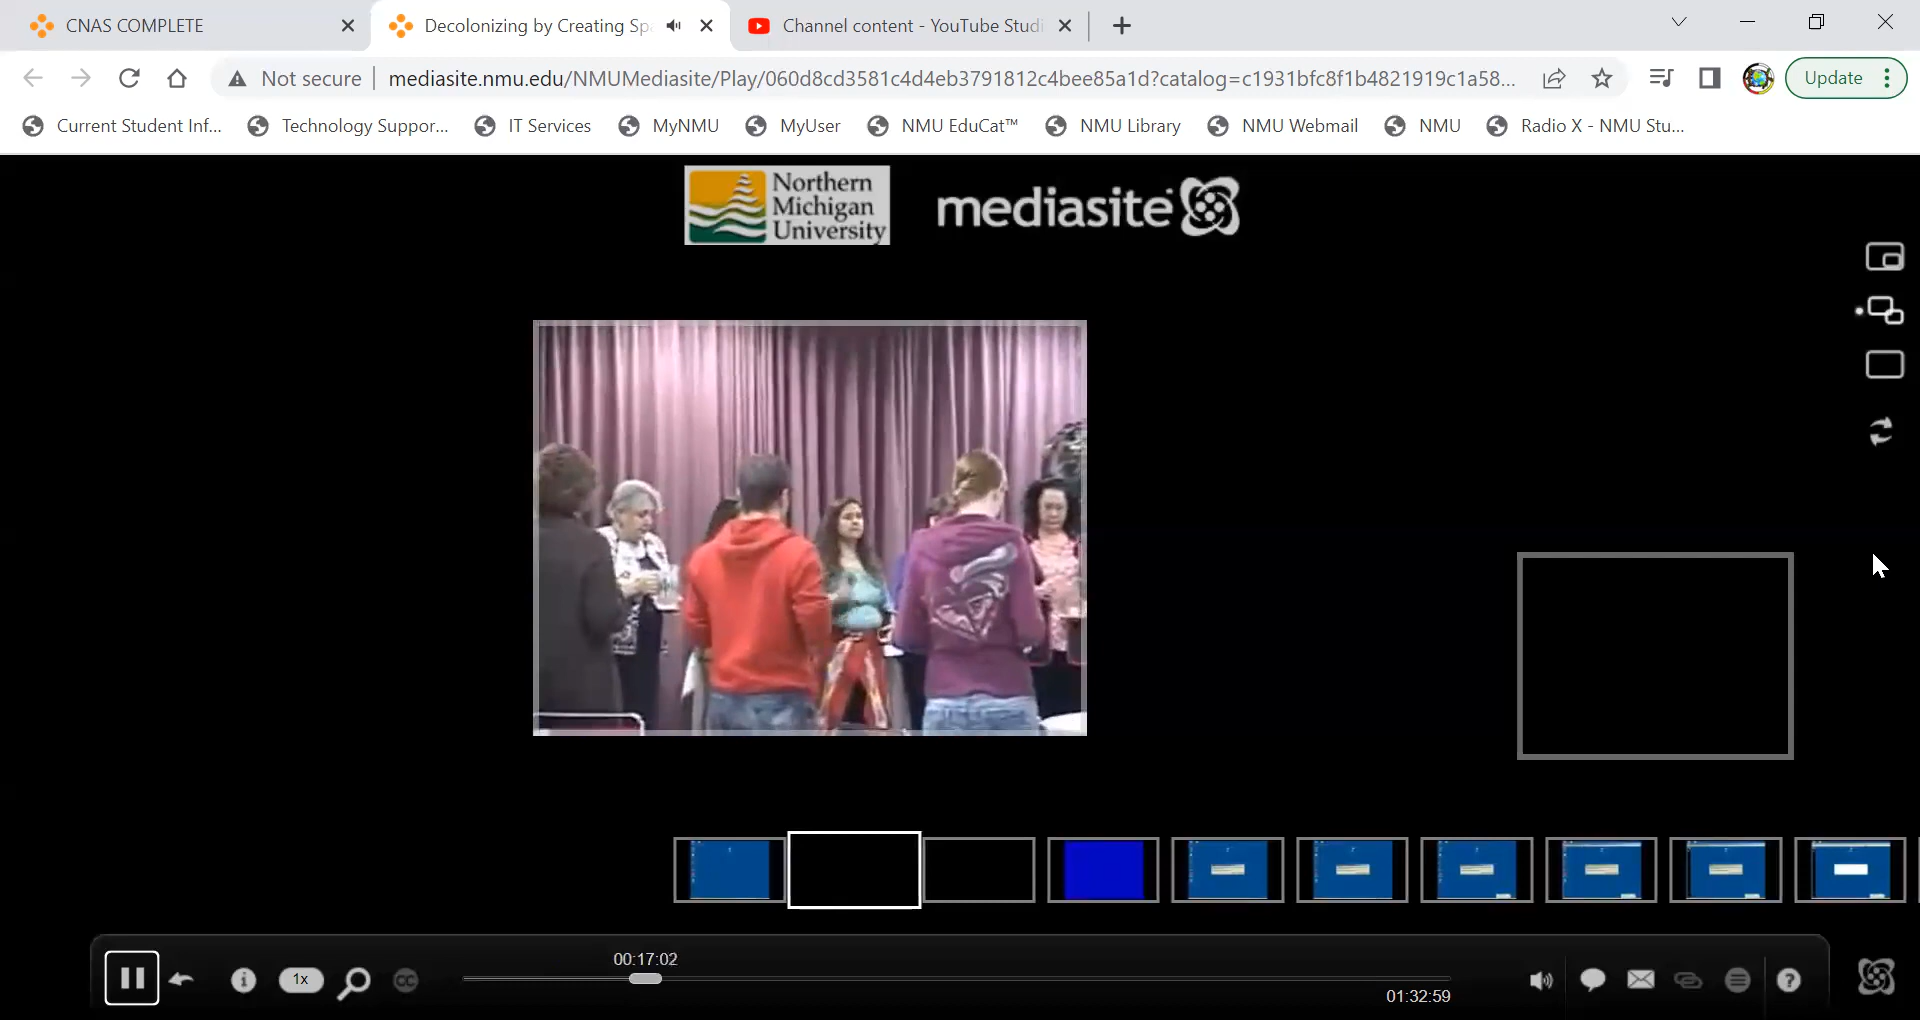 CNAS COMPLETE
Decolonizing by Creating Sp
Channel content - YouTube Studi
Not secure
mediasite.nmu.edu/NMUMediasite/Play/060d8cd3581c4d4eb3791812c4bee85a1d?catalog=c1931bfc8f1b4821919c1a58...
Update
Current Student Inf...
Technology Suppor...
IT Services
MyNMU
MyUser
NMU EduCat™
NMU Library
NMU Webmail
NMU
Radio X - NMU Stu...
Northern
Michigan
University
mediasite
00:17:02
1x
CC
01:32:59